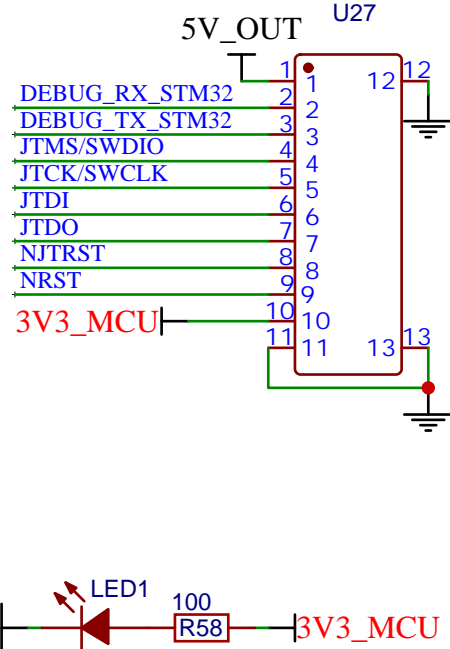 U27
5V_OUT
1 1 12 12
DEBUG_RX_STM32 2 2
DEBUG_TX_STM32 3 3
JTMS/SWDIO 4 4
JTCK/SWCLK 5 5
JTDI 6 6
JTDO 7 7
NJTRST 8 8
NRST 9 9
3V3_MCU 10 10
11 11 13 13
LED1
100
R58 3V3_MCU